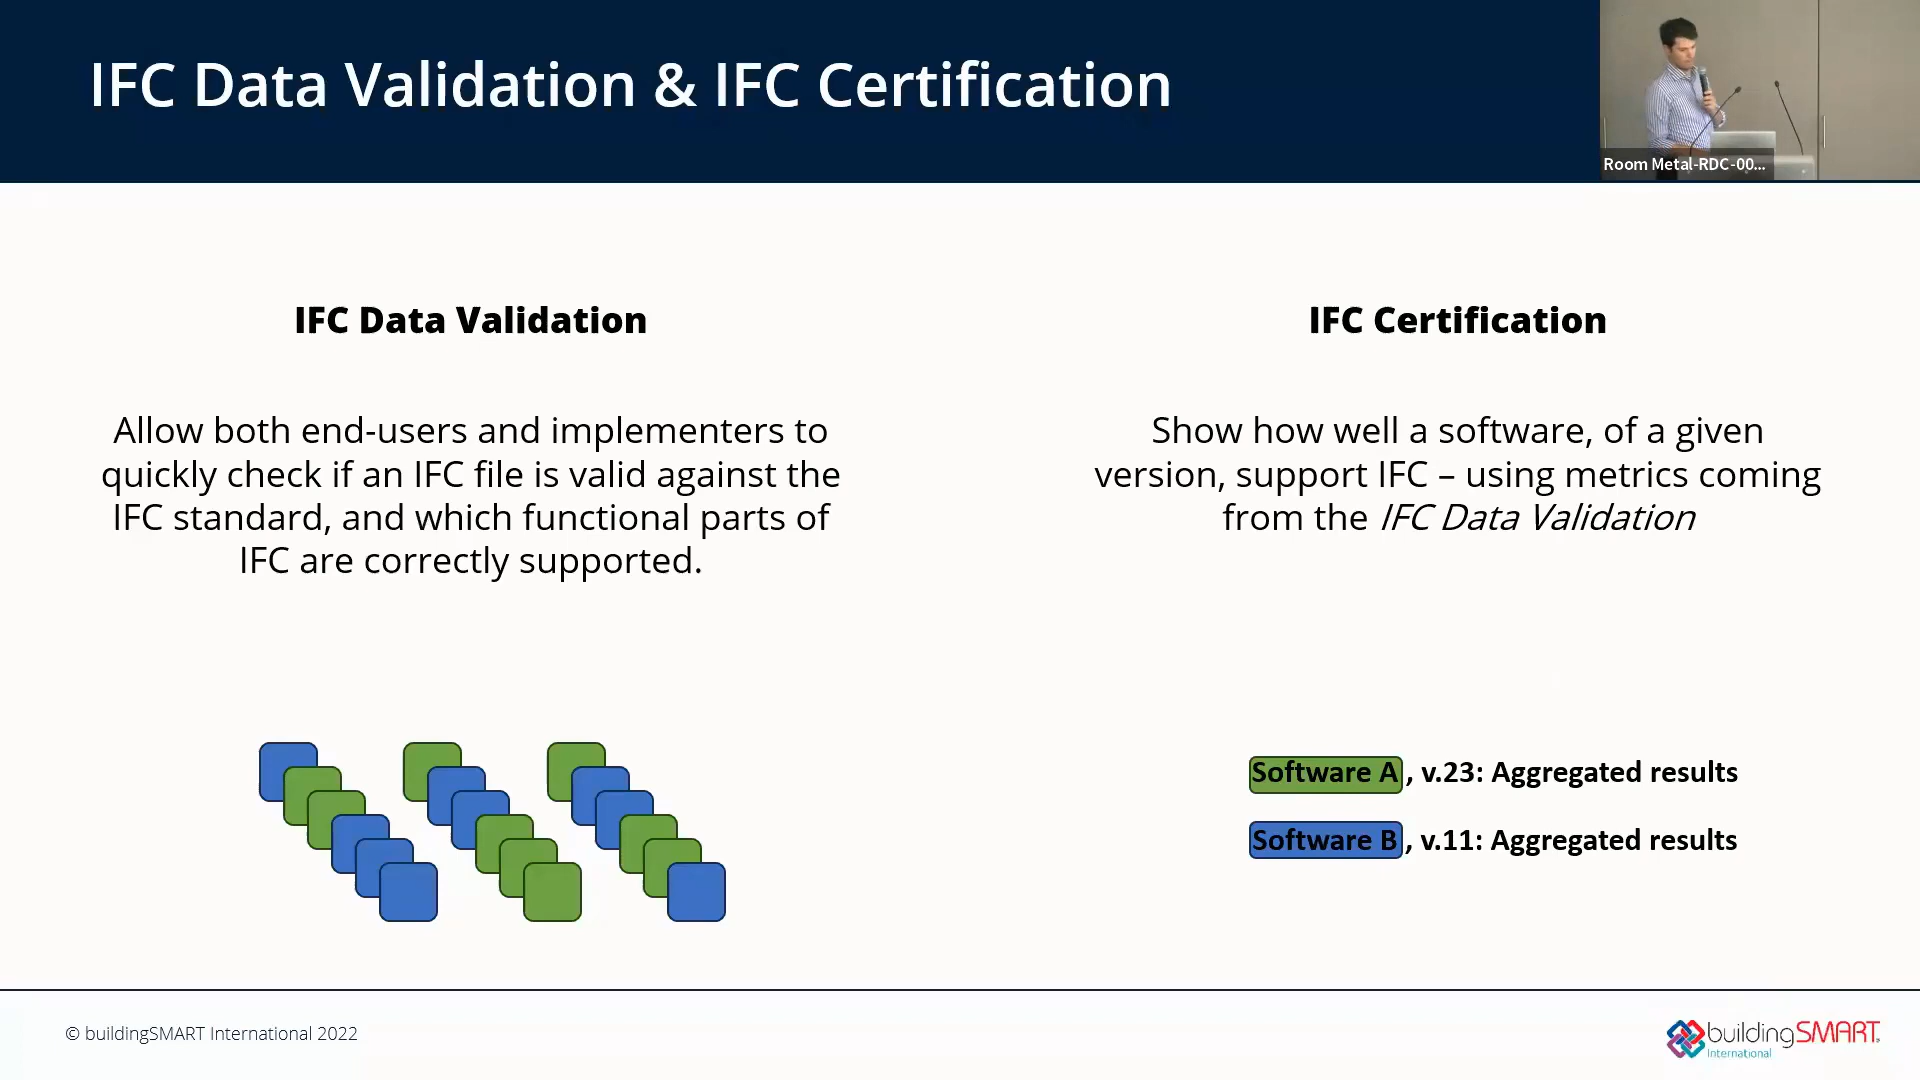 IFC Data Validation & IFC Certification
Room Metal-RDC-00...
IFC Data Validation
Allow both end-users and implementers to
quickly check if an IFC file is valid against the
IFC standard, and which functional parts of
IFC are correctly supported.
IFC Certification
Show how well a software, of a given
version, support IFC – using metrics coming
from the IFC Data Validation
Software A, v.23: Aggregated results
Software B, v.11: Aggregated results
© buildingSMART International 2022
buildingSMART
International